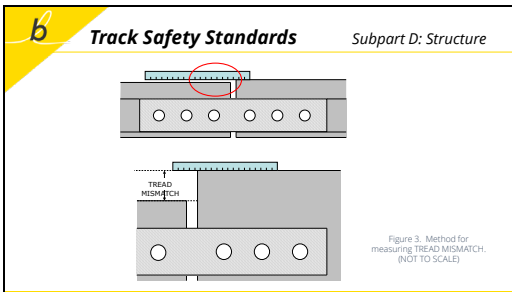 b
Track Safety Standards
Subpart D: Structure
TREAD
MISMATCH
Figure 3. Method for
measuring TREAD MISMATCH.
(NOT TO SCALE)